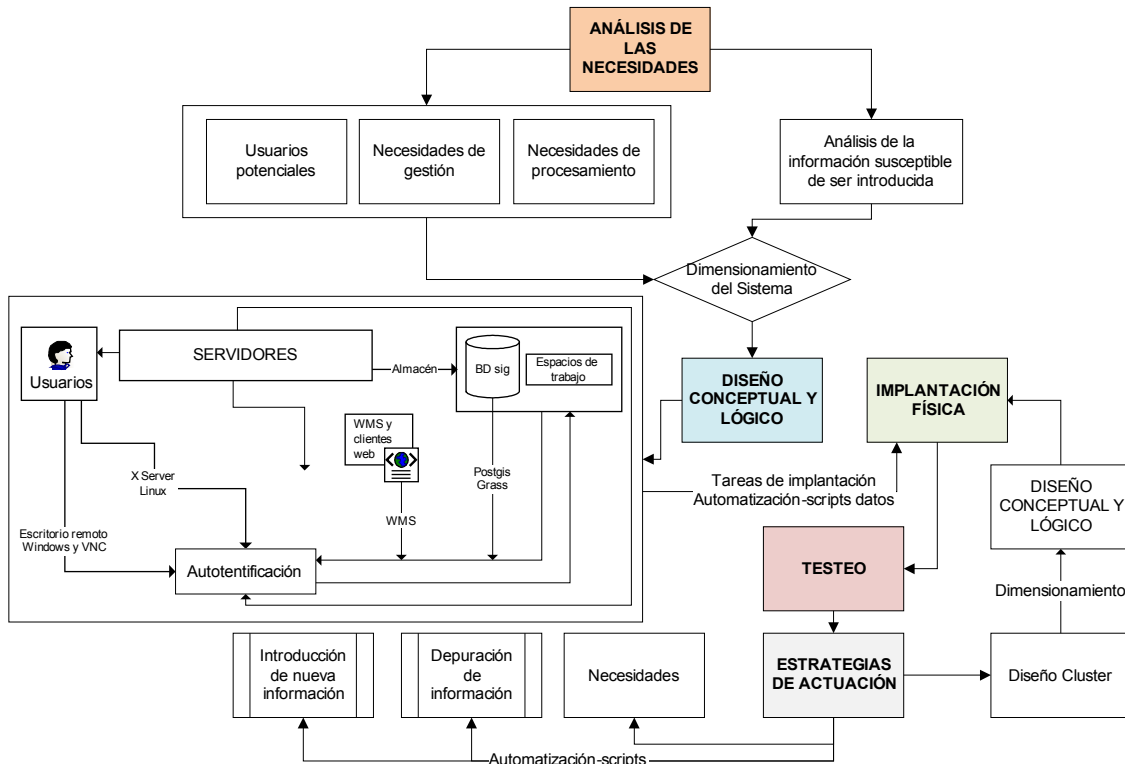 ANÁLISIS DE
LAS
NECESIDADES
Usuarios
potenciales
Necesidades de
gestión
Necesidades de
procesamiento
Análisis de la
información susceptible
de ser introducida
Dimensionamiento
del Sistema
Usuarios
SERVIDORES
Almacén
BD sig
Espacios de
trabajo
DISEÑO
CONCEPTUAL Y
LÓGICO
IMPLANTACIÓN
FÍSICA
WMS y
clientes
web
X Server
Linux
Postgis
Grass
Tareas de implantación
Automatización-scripts datos
DISEÑO
CONCEPTUAL Y
LÓGICO
WMS
Escritorio remoto
Windows y VNC
Autotentificación
TESTEO
Dimensionamiento
Introducción
de nueva
información
Depuración
de
información
Necesidades
ESTRATEGIAS
DE ACTUACIÓN
Diseño Cluster
Automatización-scripts